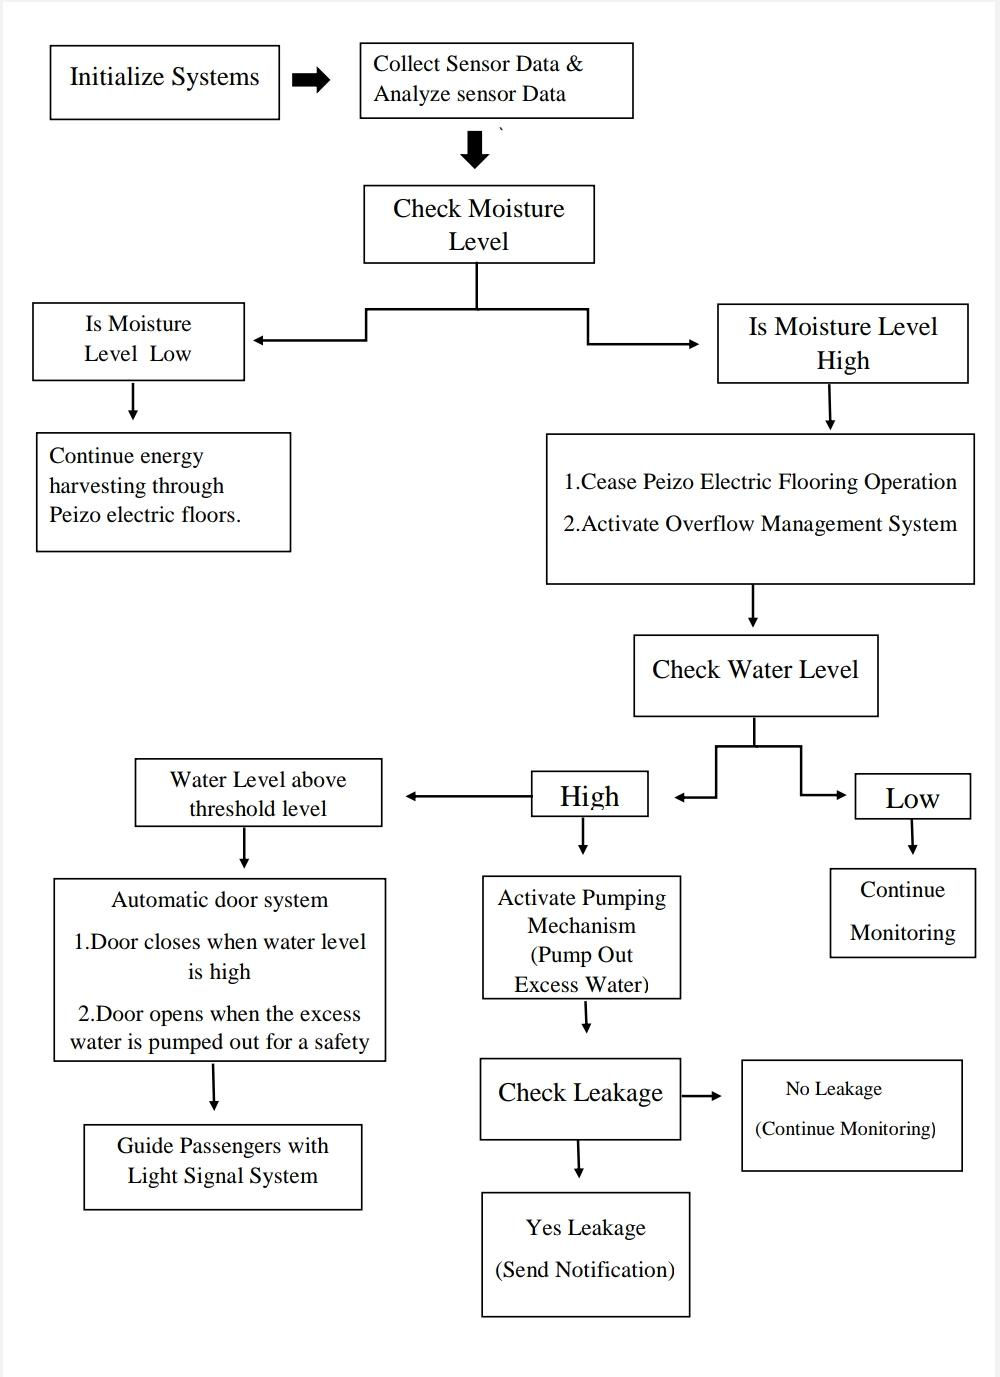 Initialize Systems
Collect Sensor Data &
Analyze sensor Data
`
Check Moisture
Level
Is Moisture
Level Low
Is Moisture Level
High
Continue energy
harvesting through
Peizo electric floors.
1.Cease Peizo Electric Flooring Operation
2.Activate Overflow Management System
Check Water Level
Water Level above
threshold level
High
Low
Automatic door system
1.Door closes when water level
is high
2.Door opens when the excess
water is pumped out for a safety
Activate Pumping
Mechanism
(Pump Out
Excess Water)
Continue
Monitoring
Check Leakage
No Leakage
(Continue Monitoring)
Guide Passengers with
Light Signal System
Yes Leakage
(Send Notification)